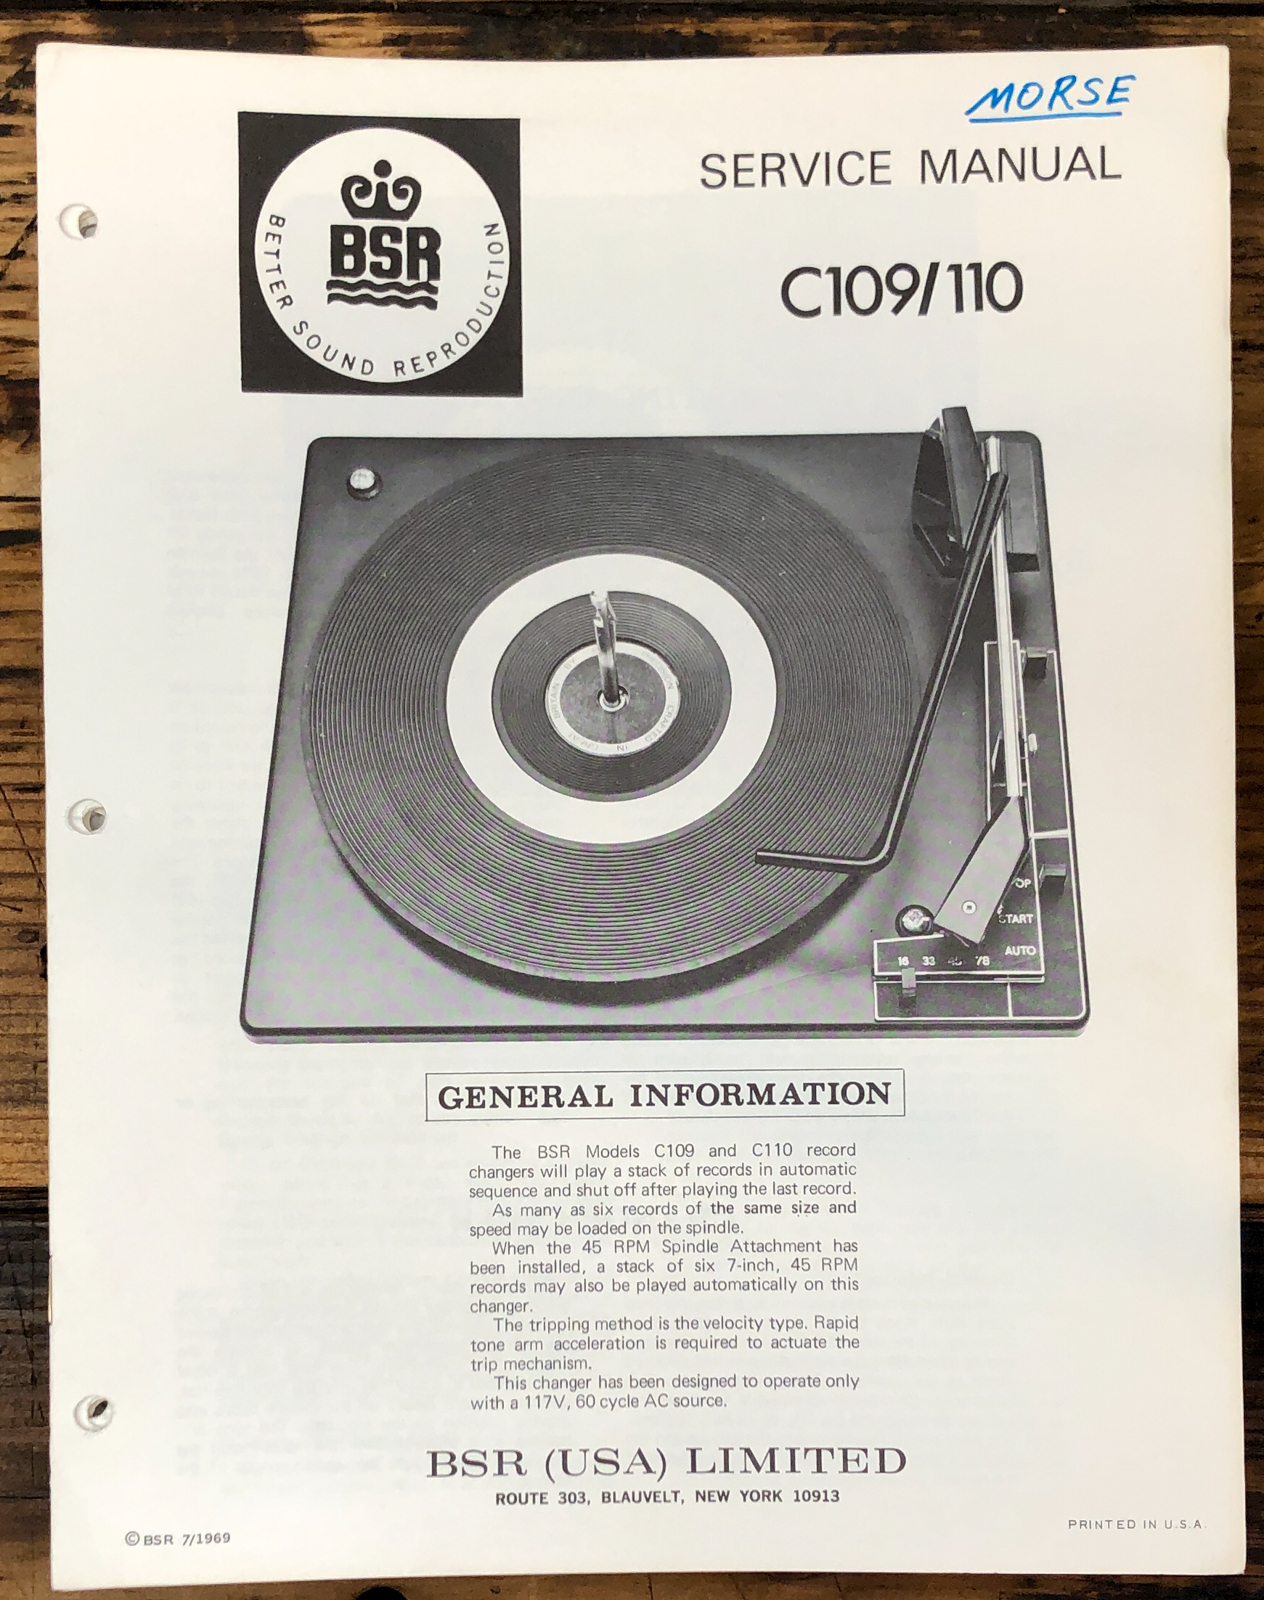 MORSE
SERVICE MANUAL
C109/110
BSR
BETTER SOUND REPRODUCTION
CRAFTED IN
OP
START
AUTO
16 33 45 78
GENERAL INFORMATION
The BSR Models C109 and C110 record
changers will play a stack of records in automatic
sequence and shut off after playing the last record.
As many as six records of the same size and
speed may be loaded on the spindle.
When the 45 RPM Spindle Attachment has
been installed, a stack of six 7-inch, 45 RPM
records may also be played automatically on this
changer.
The tripping method is the velocity type. Rapid
tone arm acceleration is required to actuate the
trip mechanism.
This changer has been designed to operate only
with a 117V, 60 cycle AC source.
BSR (USA) LIMITED
ROUTE 303, BLAUVELT, NEW YORK 10913
© BSR 7/1969
PRINTED IN U.S.A.